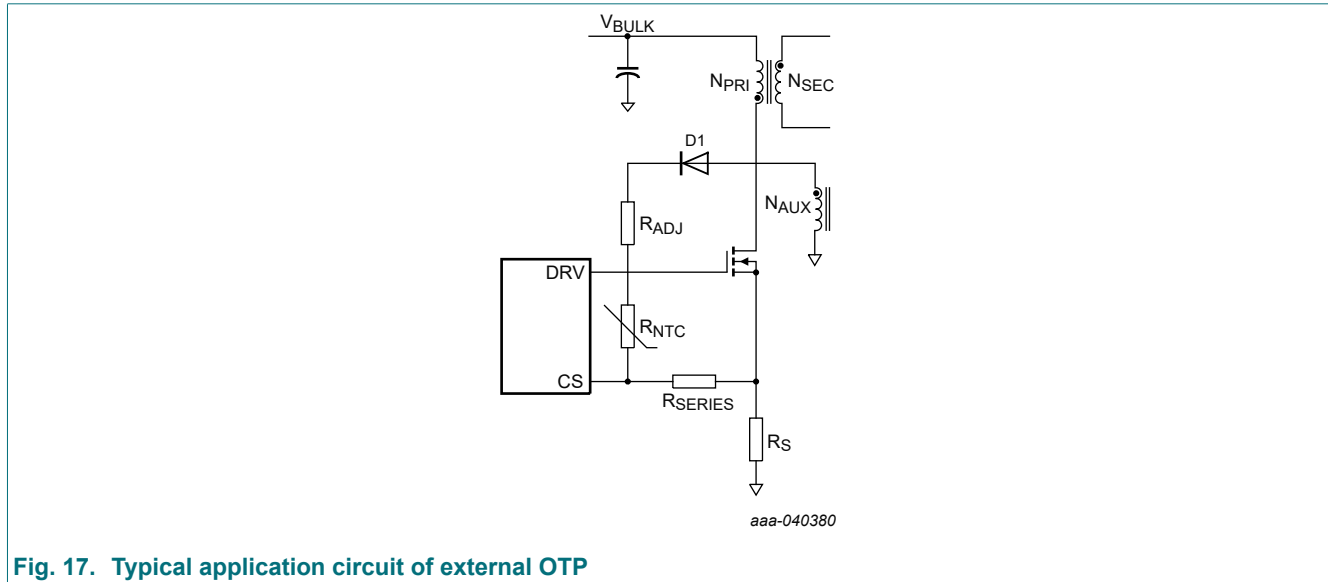 VBULK
NPRI
NSEC
D1
NAUX
RADJ
DRV
RNTC
CS
RSERIES
RS
aaa-040380
Fig. 17. Typical application circuit of external OTP